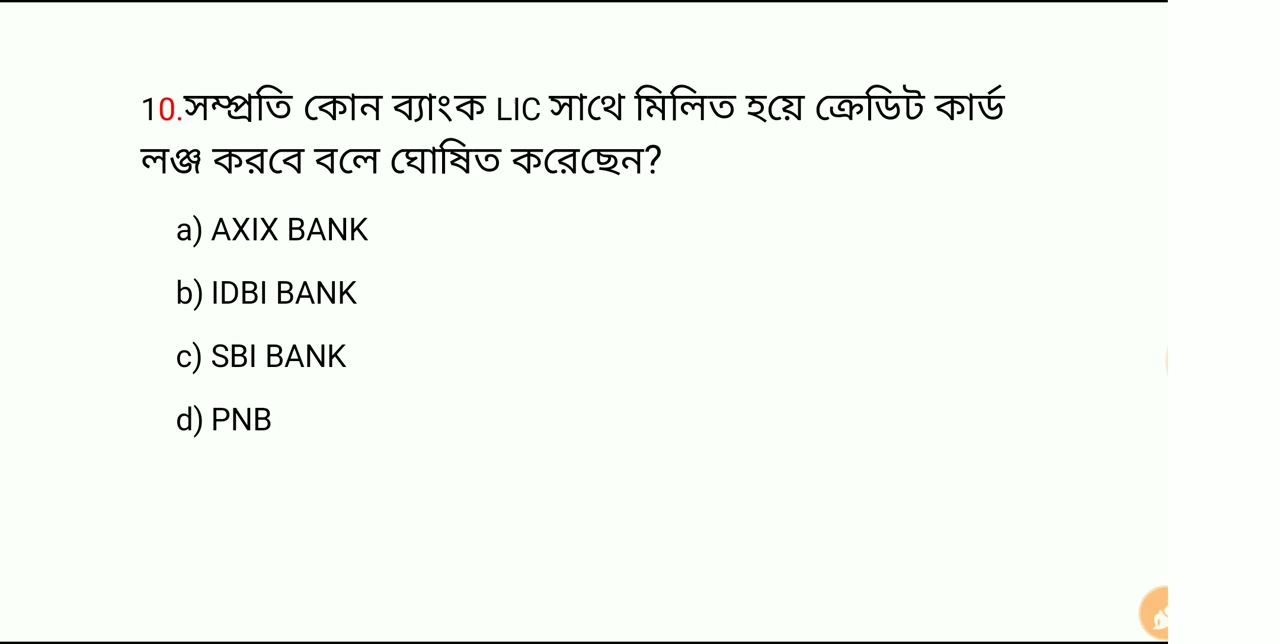 10.সম্প্রতি কোন ব্যাংক LIC সাথে মিলিত হয়ে ক্রেডিট কার্ড
লঞ্জ করবে বলে ঘোষিত করেছেন?
a) AXIX BANK
b) IDBI BANK
c) SBI BANK
d) PNB